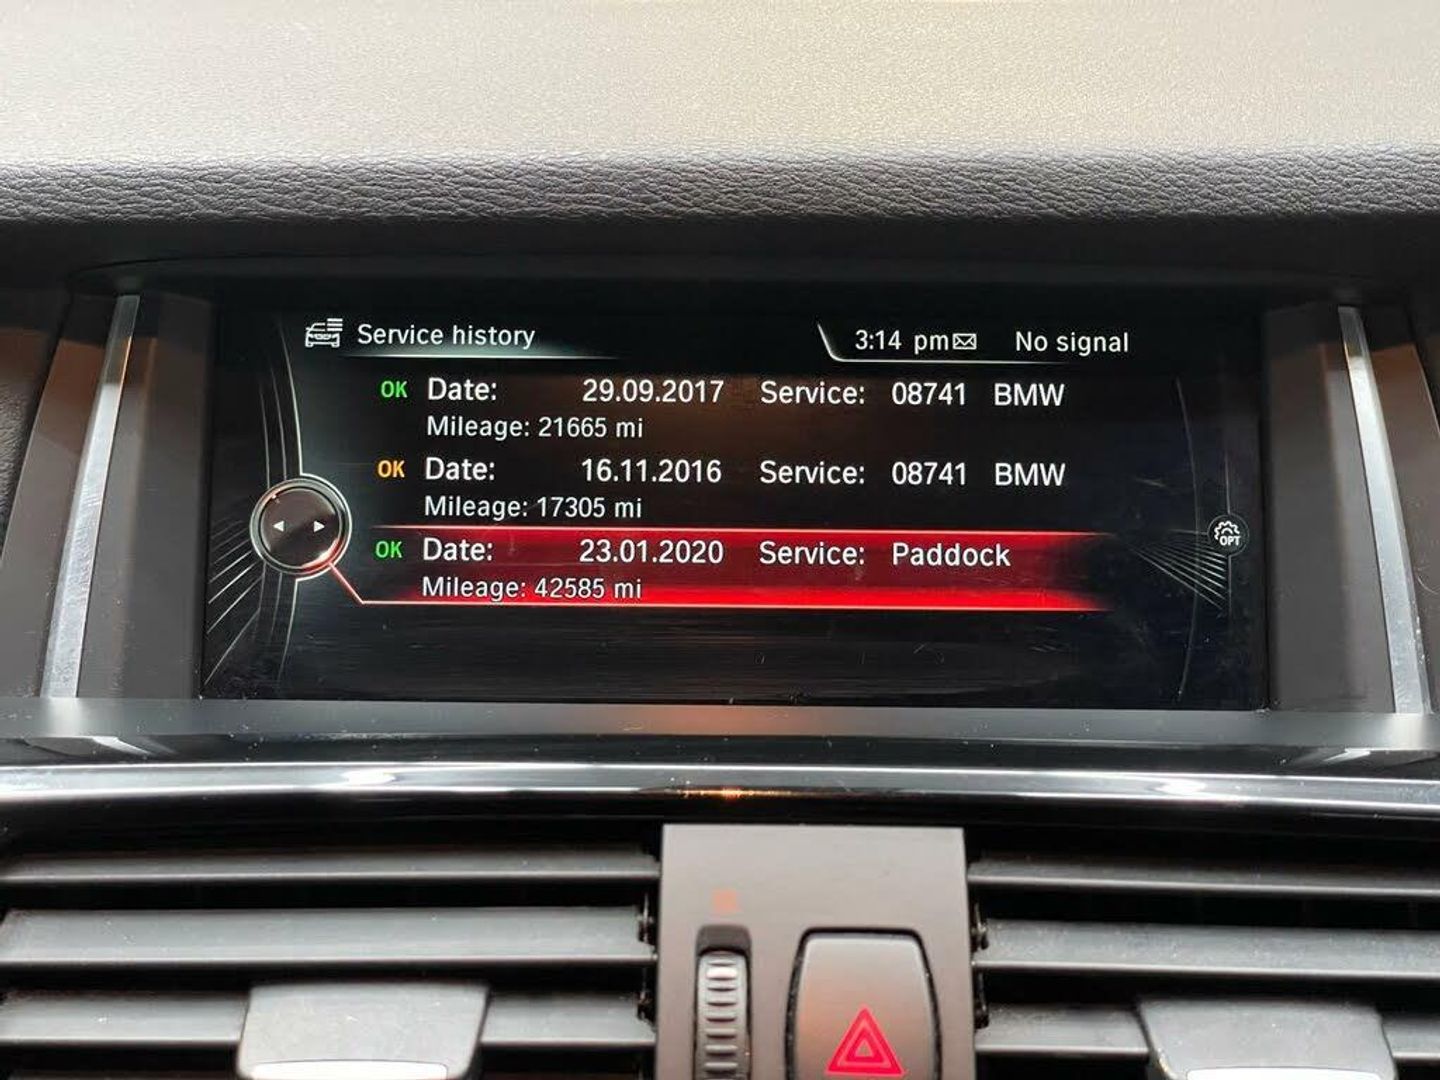 Service history 3:14 pm No signal
OK Date: 29.09.2017 Service: 08741 BMW
Mileage: 21665 mi
OK Date: 16.11.2016 Service: 08741 BMW
Mileage: 17305 mi
OK Date: 23.01.2020 Service: Paddock
Mileage: 42585 mi
OPT